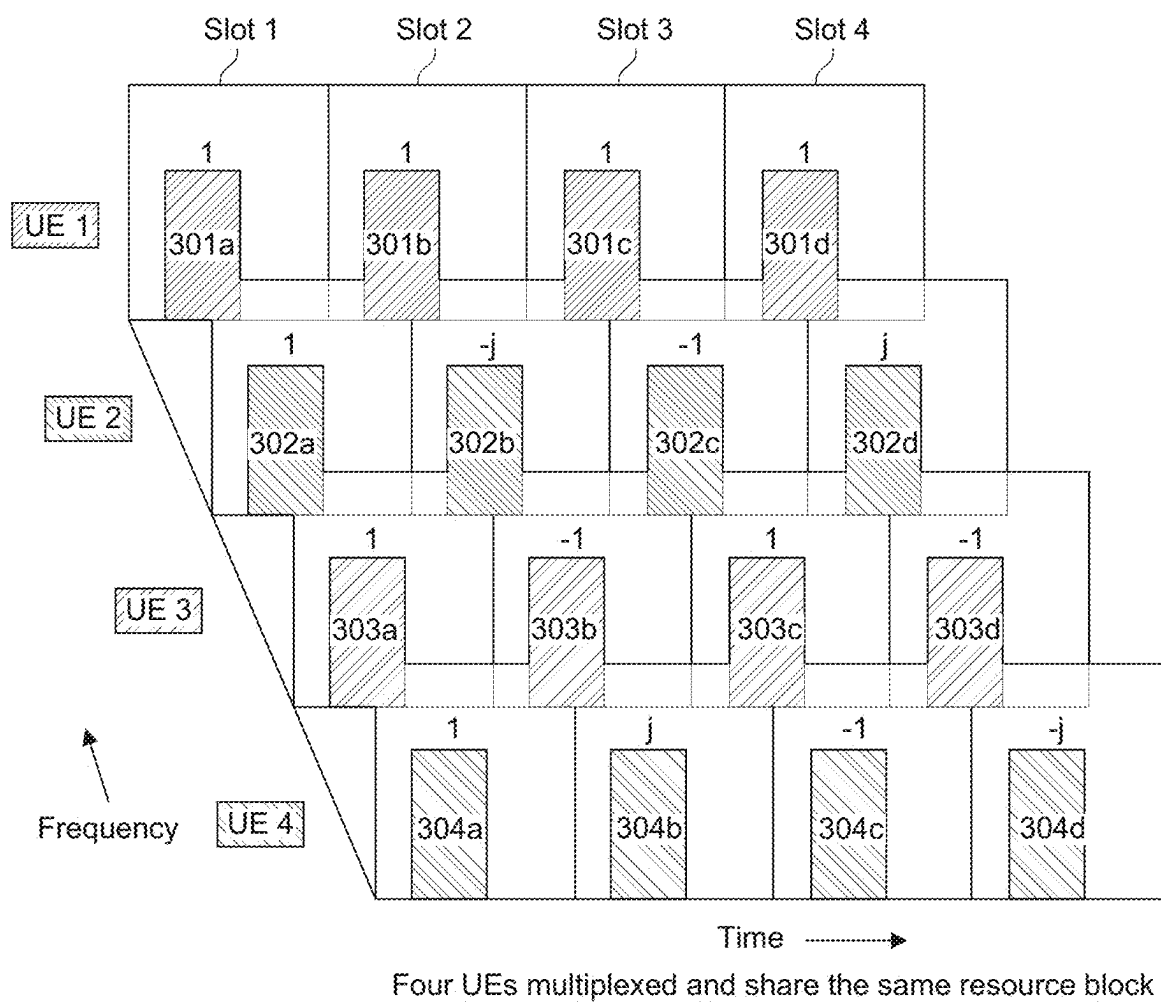 Slot 1 Slot 2 Slot 3 Slot 4
1 1 1 1
UE 1 301a 301b 301c 301d
1 -j -1 j
UE 2 302a 302b 302c 302d
1 -1 1 -1
UE 3 303a 303b 303c 303d
1 j -1 -j
Frequency UE 4 304a 304b 304c 304d
Time
Four UEs multiplexed and share the same resource block